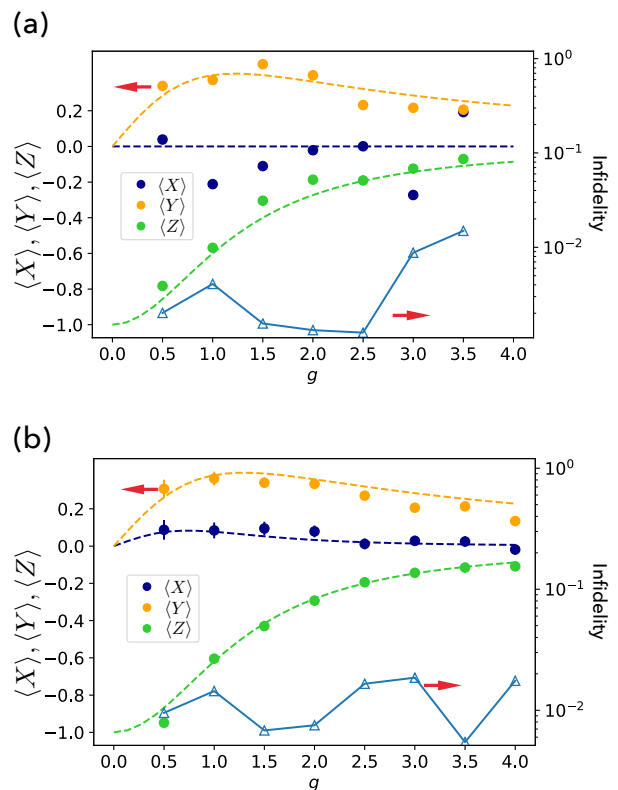 (a)
⟨X⟩, ⟨Y⟩, ⟨Z⟩
0.2
0.0
−0.2
−0.4
−0.6
−0.8
−1.0
⟨X⟩
⟨Y⟩
⟨Z⟩
10⁰
10⁻¹
10⁻²
Infidelity
0.0 0.5 1.0 1.5 2.0 2.5 3.0 3.5 4.0
g
(b)
⟨X⟩, ⟨Y⟩, ⟨Z⟩
0.2
0.0
−0.2
−0.4
−0.6
−0.8
−1.0
⟨X⟩
⟨Y⟩
⟨Z⟩
10⁰
10⁻¹
10⁻²
Infidelity
0.0 0.5 1.0 1.5 2.0 2.5 3.0 3.5 4.0
g